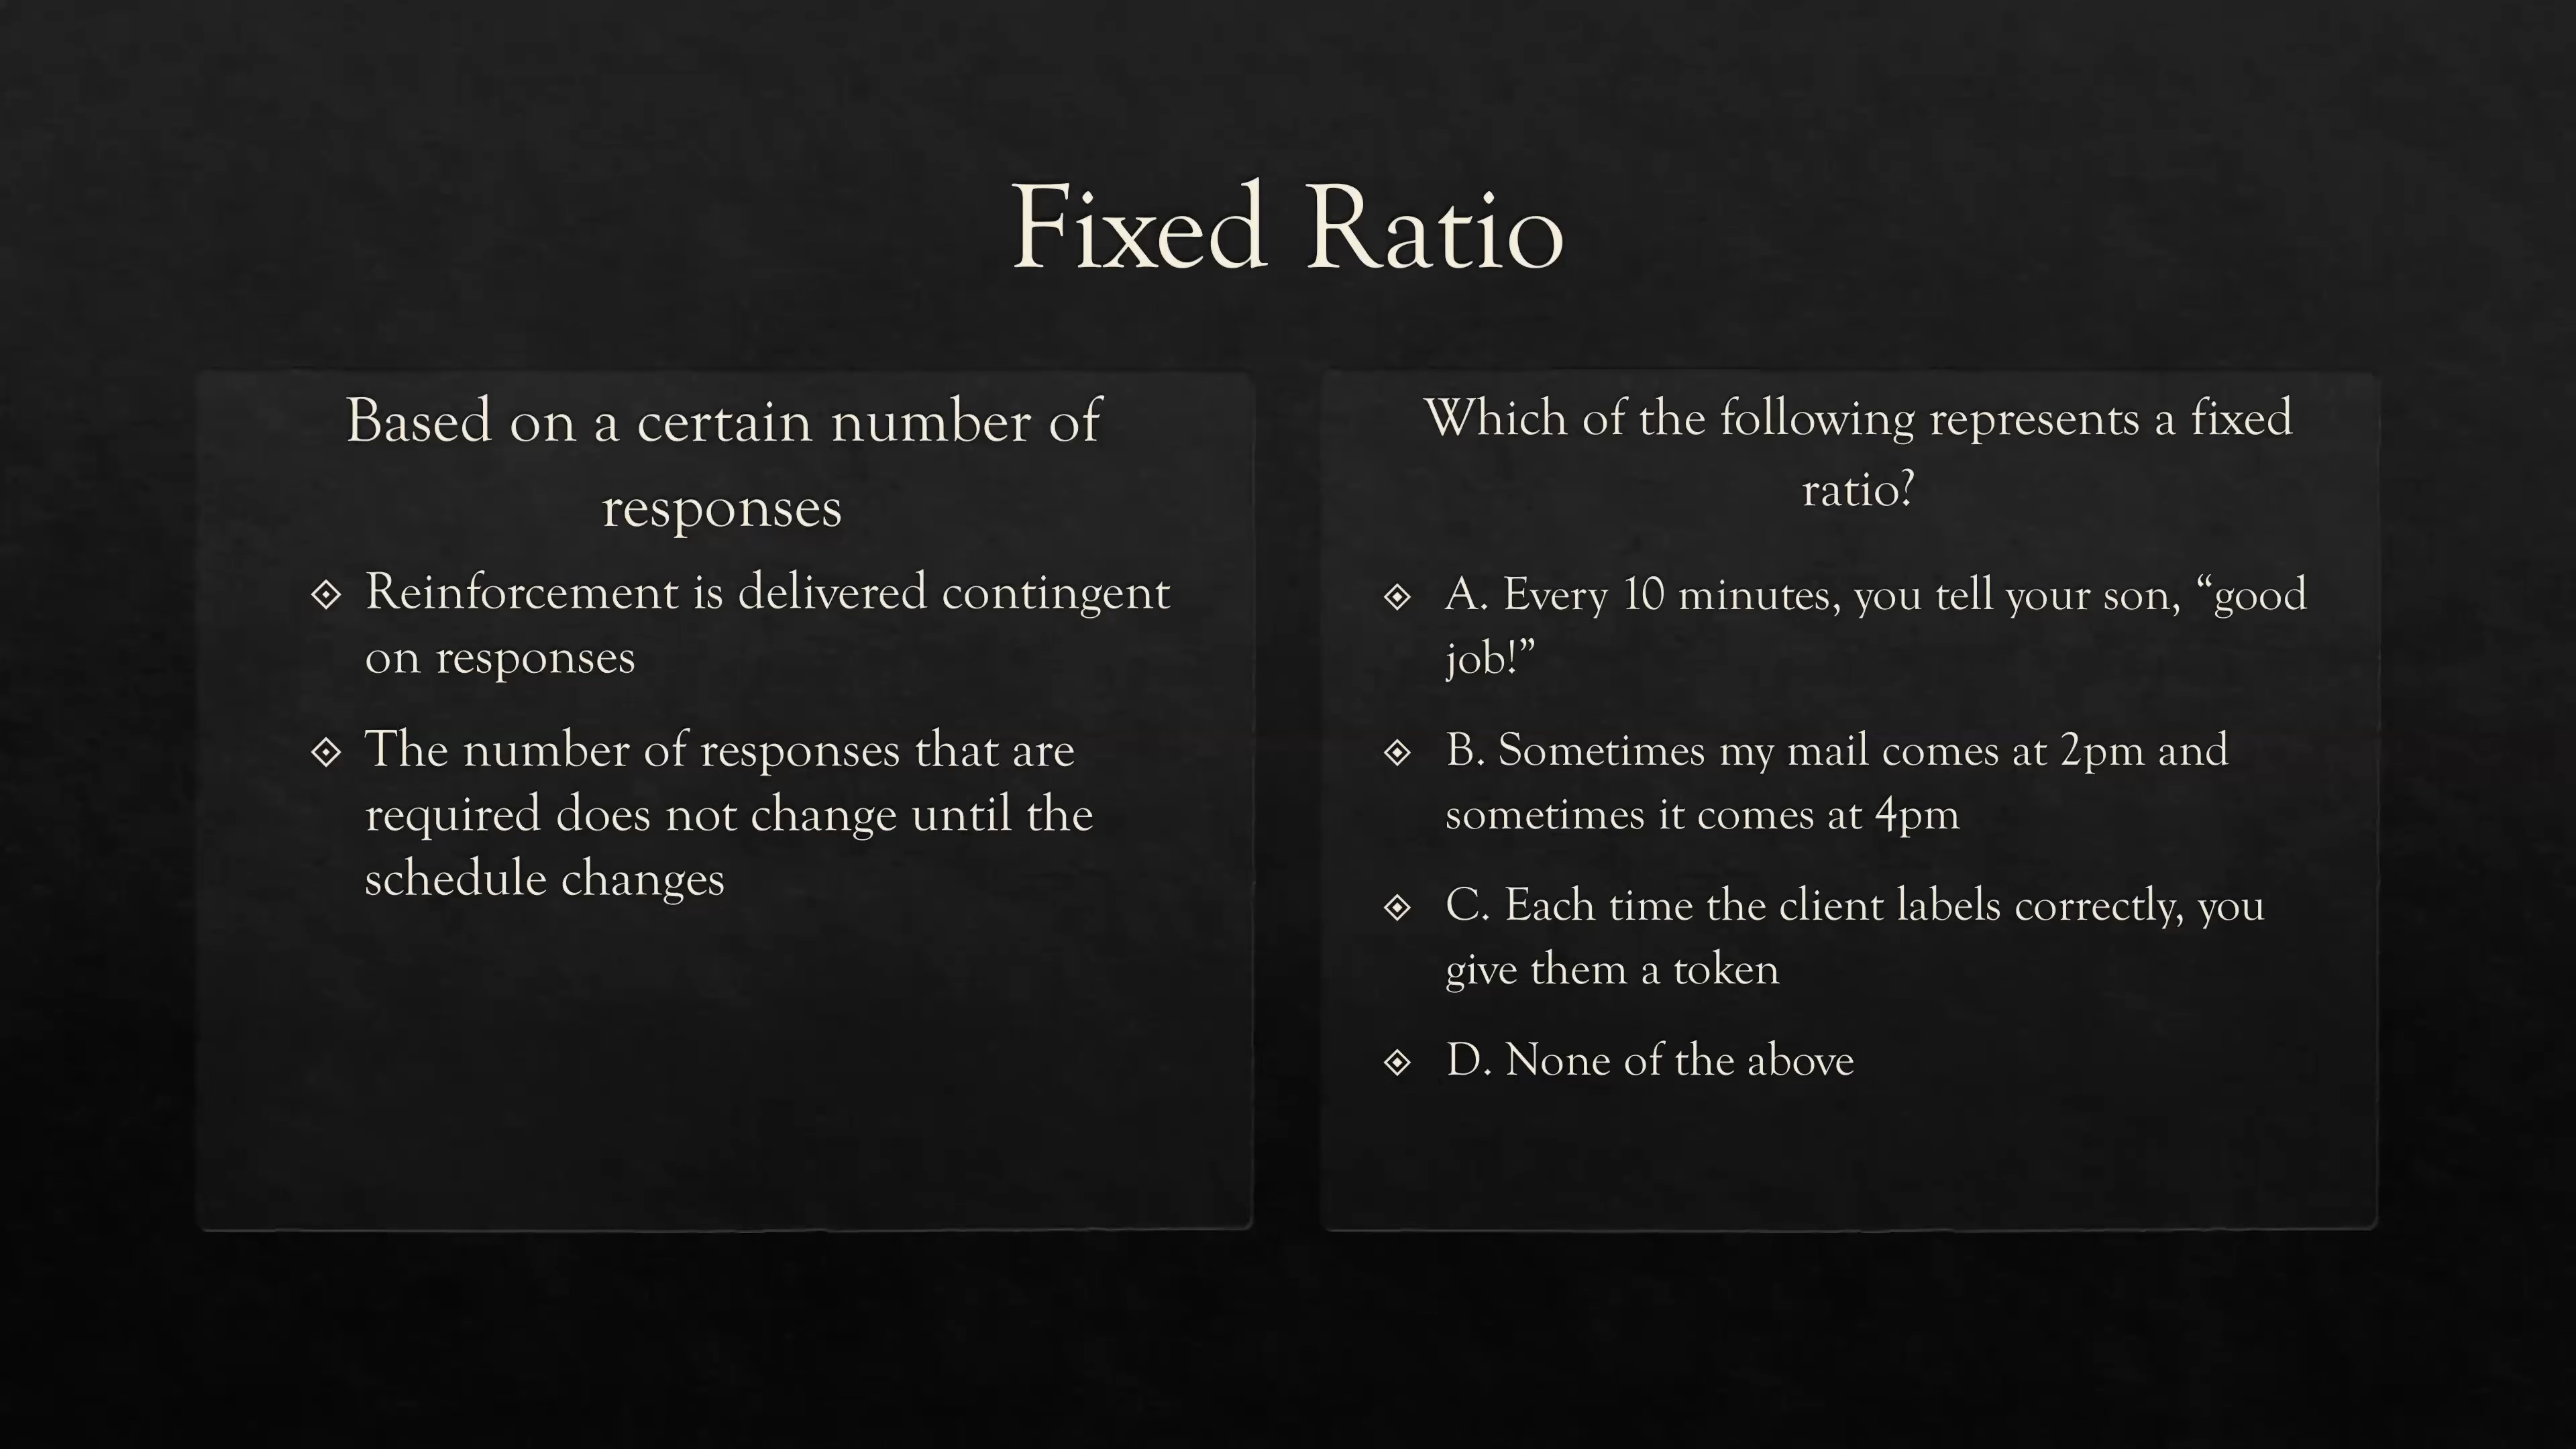 Fixed Ratio
Based on a certain number of
responses
Reinforcement is delivered contingent
on responses
The number of responses that are
required does not change until the
schedule changes
Which of the following represents a fixed
ratio?
A. Every 10 minutes, you tell your son, “good
job!”
B. Sometimes my mail comes at 2pm and
sometimes it comes at 4pm
C. Each time the client labels correctly, you
give them a token
D. None of the above